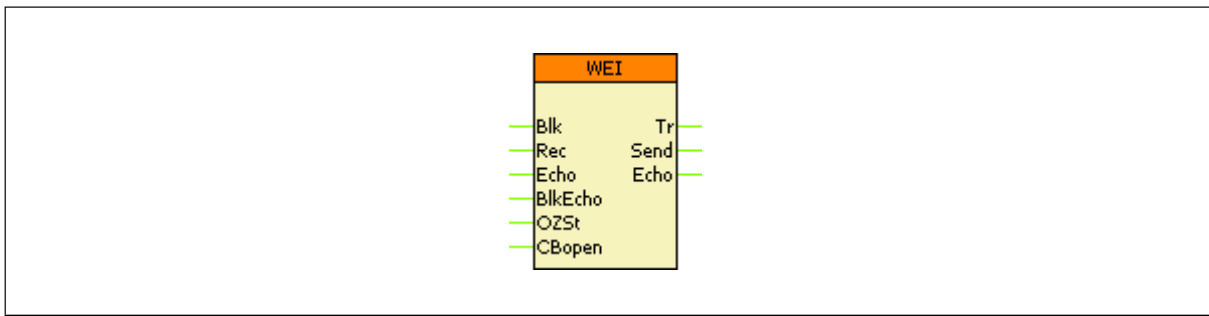 WEI
Blk Tr
Rec Send
Echo Echo
BlkEcho
OZSt
CBopen